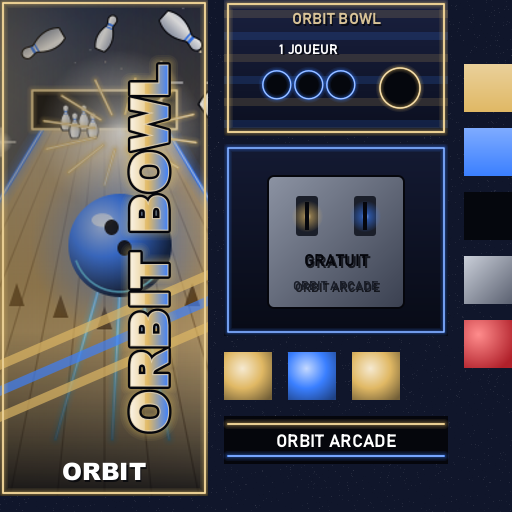 ORBIT BOWL
ORBIT
ORBIT BOWL
1 JOUEUR
GRATUIT
ORBIT ARCADE
ORBIT ARCADE